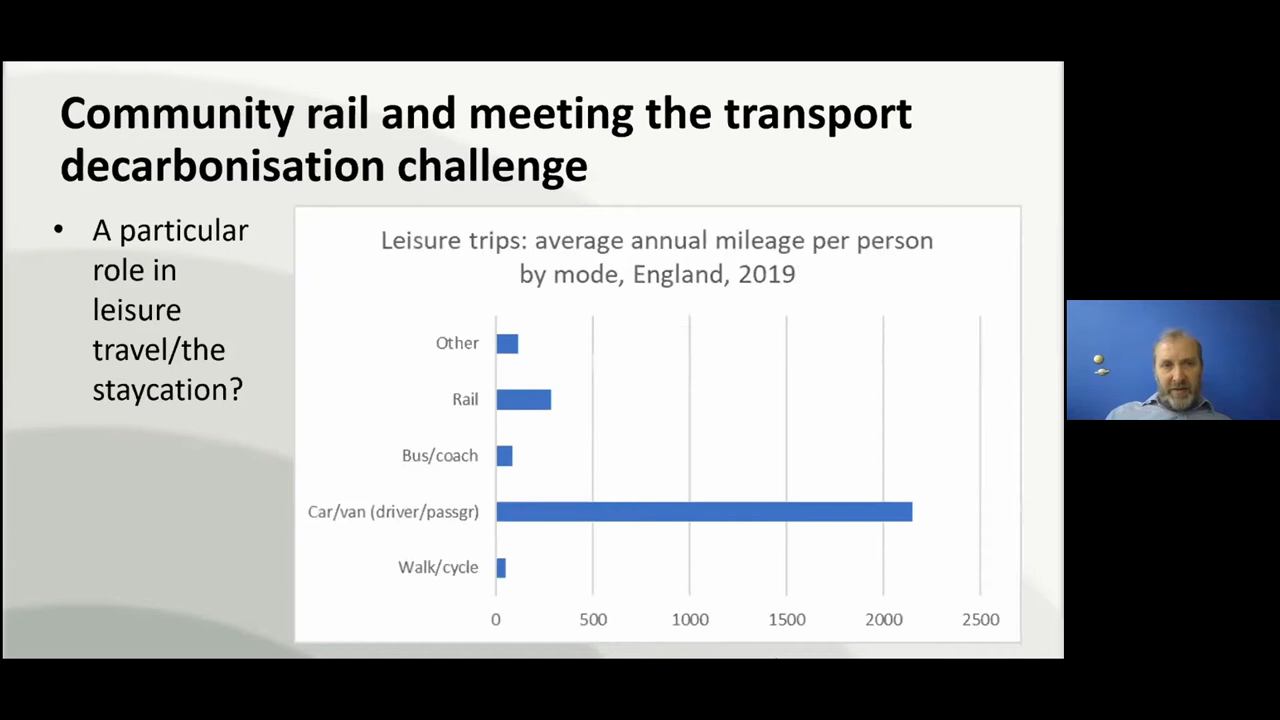 Community rail and meeting the transport
decarbonisation challenge
• A particular
role in
leisure
travel/the
staycation?
Leisure trips: average annual mileage per person
by mode, England, 2019
Other
Rail
Bus/coach
Car/van (driver/passgr)
Walk/cycle
0 500 1000 1500 2000 2500